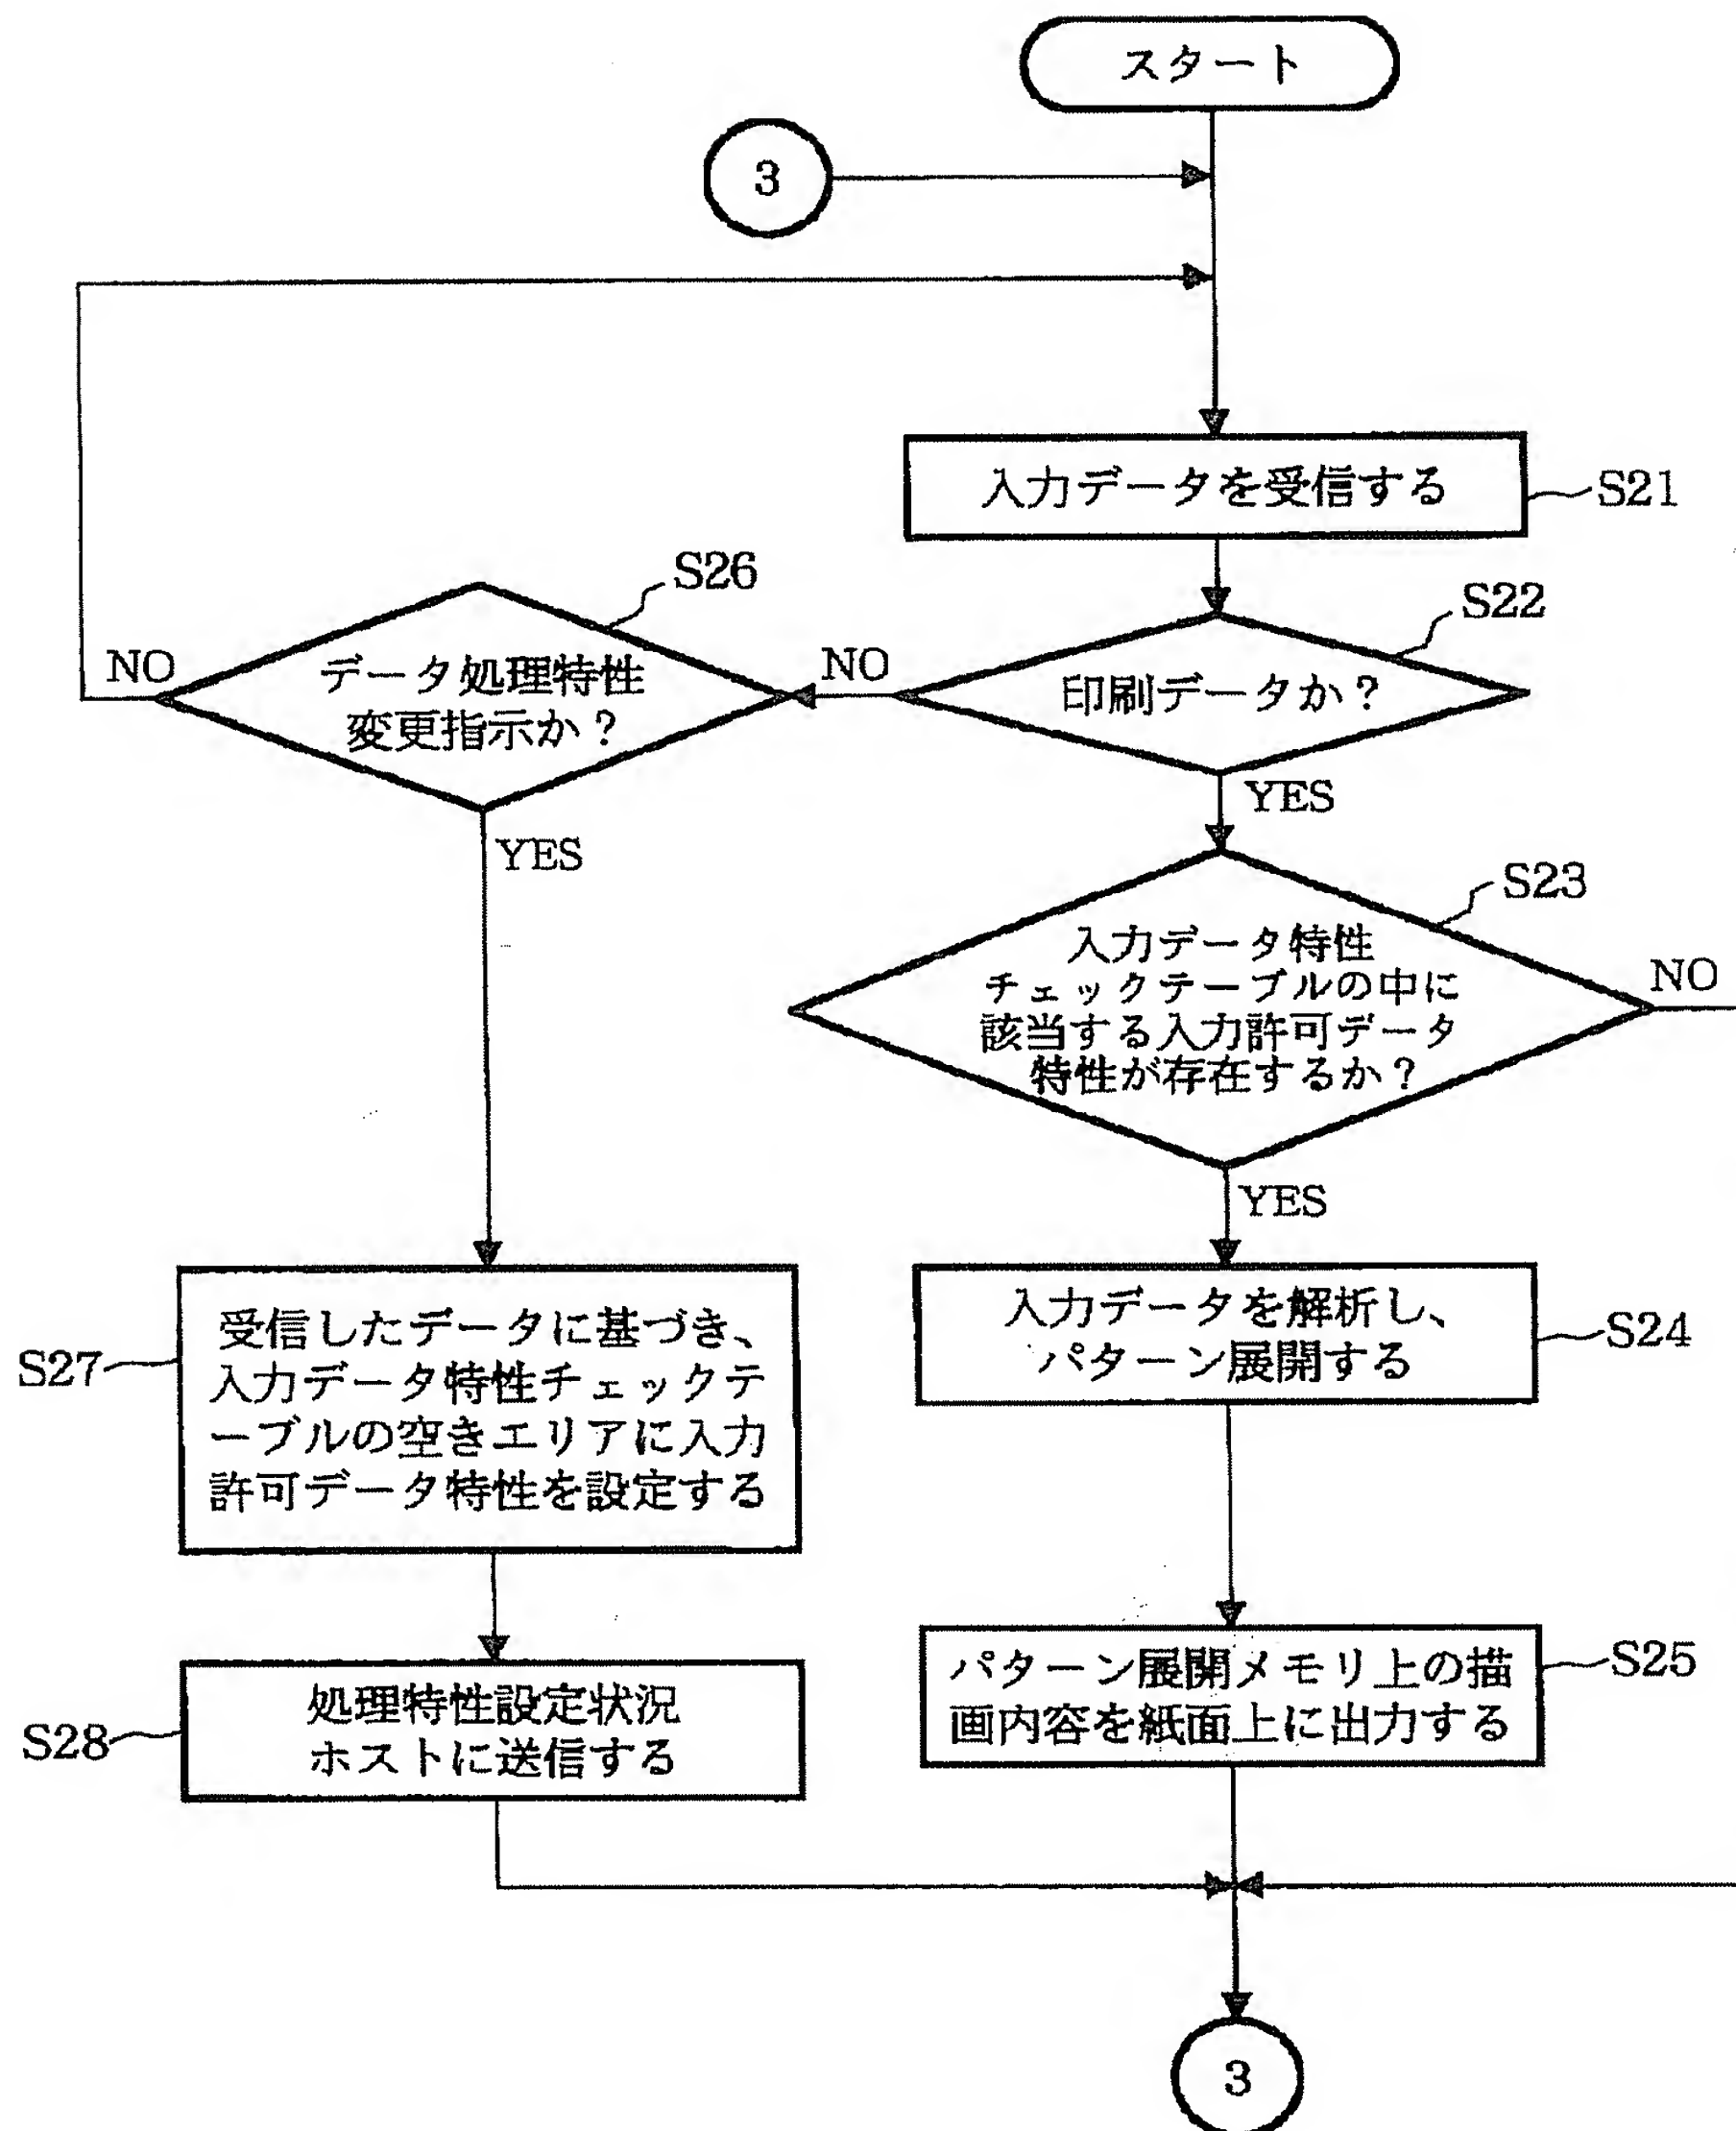 スタート
3
入力データを受信する
S21
S26
S22
NO
データ処理特性
変更指示か？
NO
印刷データか？
YES
YES
S23
入力データ特性
チェックテーブルの中に
該当する入力許可データ
特性が存在するか？
NO
YES
S27
受信したデータに基づき、
入力データ特性チェックテ
ーブルの空きエリアに入力
許可データ特性を設定する
入力データを解析し、
パターン展開する
S24
S28
処理特性設定状況
ホストに送信する
パターン展開メモリ上の描
画内容を紙面上に出力する
S25
3